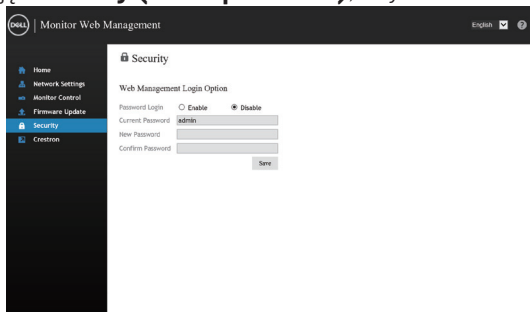 DELL | Monitor Web Management
English
?
Home
Network Settings
Monitor Control
Firmware Update
Security
Crestron
Security
Web Management Login Option
Password Login Enable Disable
Current Password admin
New Password
Confirm Password
Save